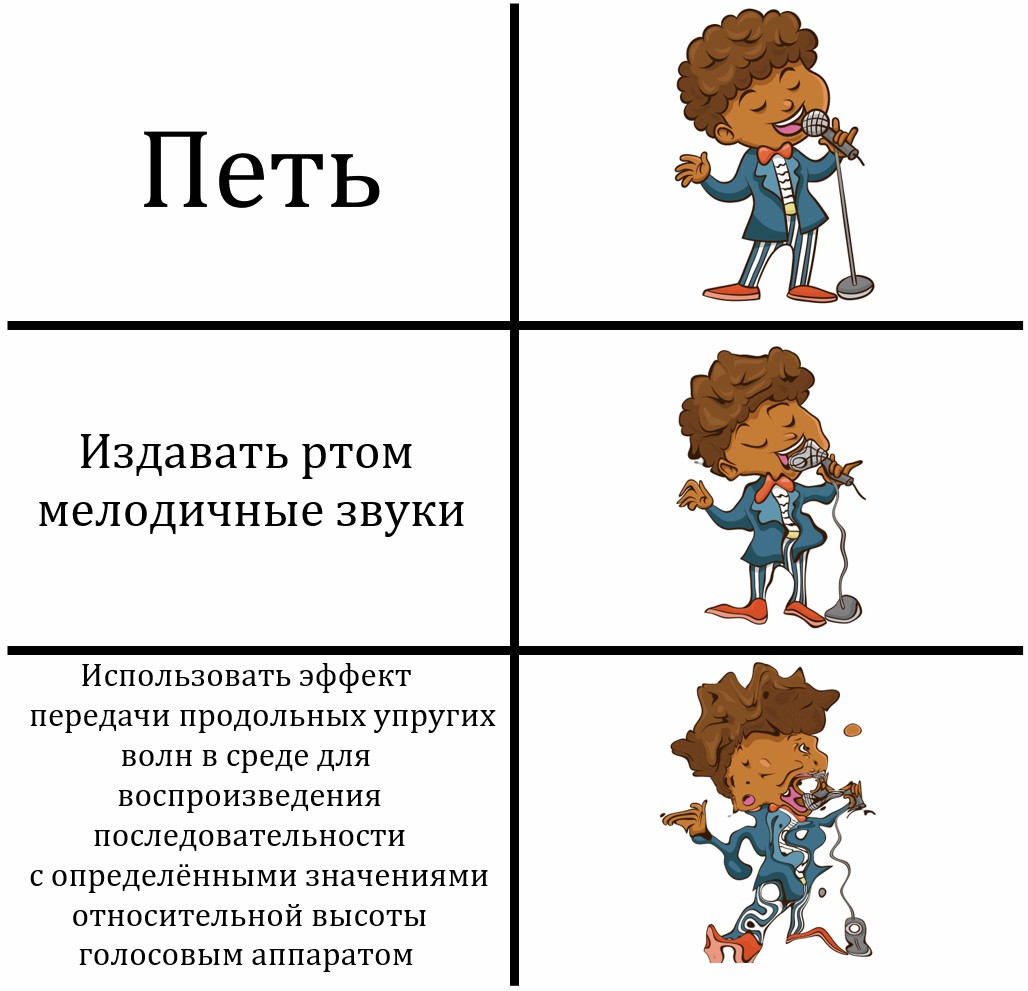 Петь
Издавать ртом
мелодичные звуки
Использовать эффект
передачи продольных упругих
волн в среде для
воспроизведения
последовательности
с определёнными значениями
относительной высоты
голосовым аппаратом